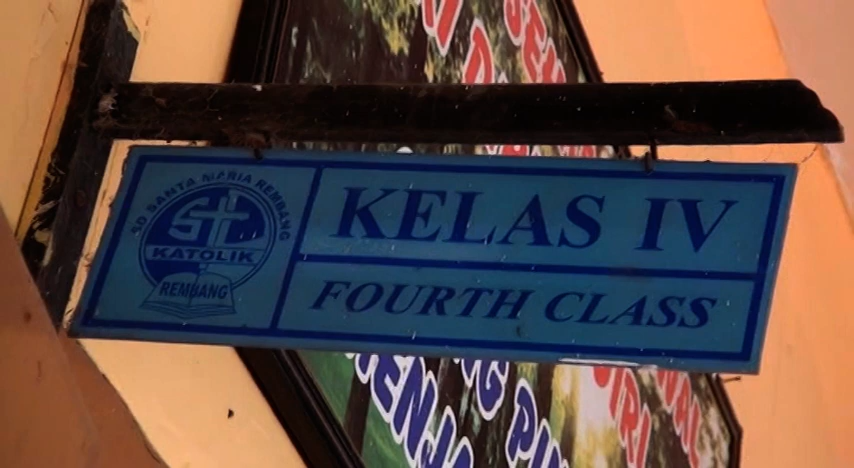 SD SANTA MARIA REMBANG
KATOLIK
REMBANG
KELAS IV
FOURTH CLASS